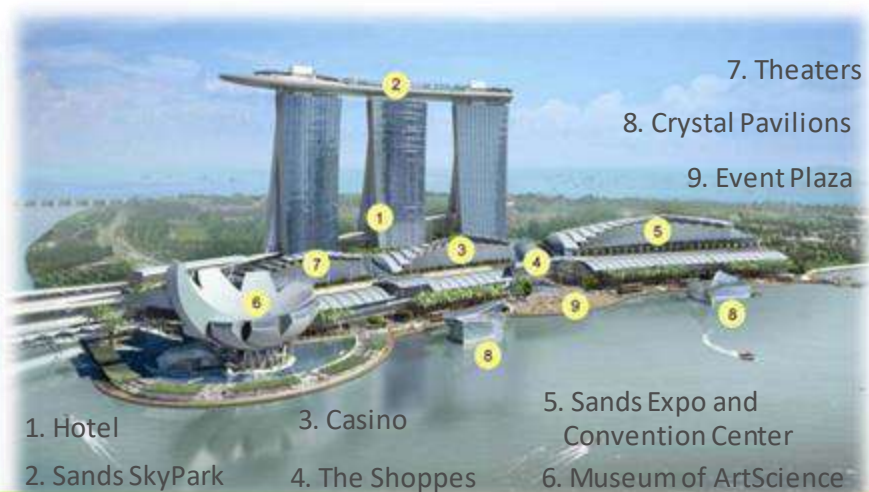 7. Theaters
8. Crystal Pavilions
9. Event Plaza
2
1
7
3
4
5
6
9
8
8
1. Hotel
3. Casino
5. Sands Expo and
Convention Center
2. Sands SkyPark
4. The Shoppes
6. Museum of ArtScience